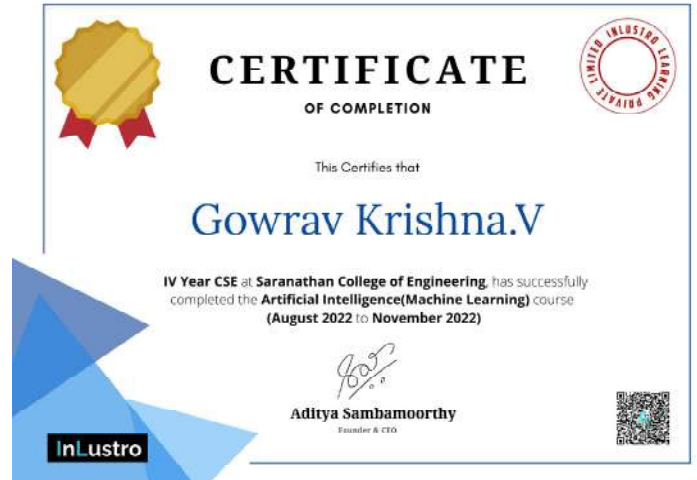 CERTIFICATE
OF COMPLETION
INLUSTRO LEARNING PRIVATE LIMITED
This Certifies that
Gowrav Krishna.V
IV Year CSE at Saranathan College of Engineering, has successfully
completed the Artificial Intelligence(Machine Learning) course
(August 2022 to November 2022)
Aditya Sambamoorthy
Founder & CEO
InLustro